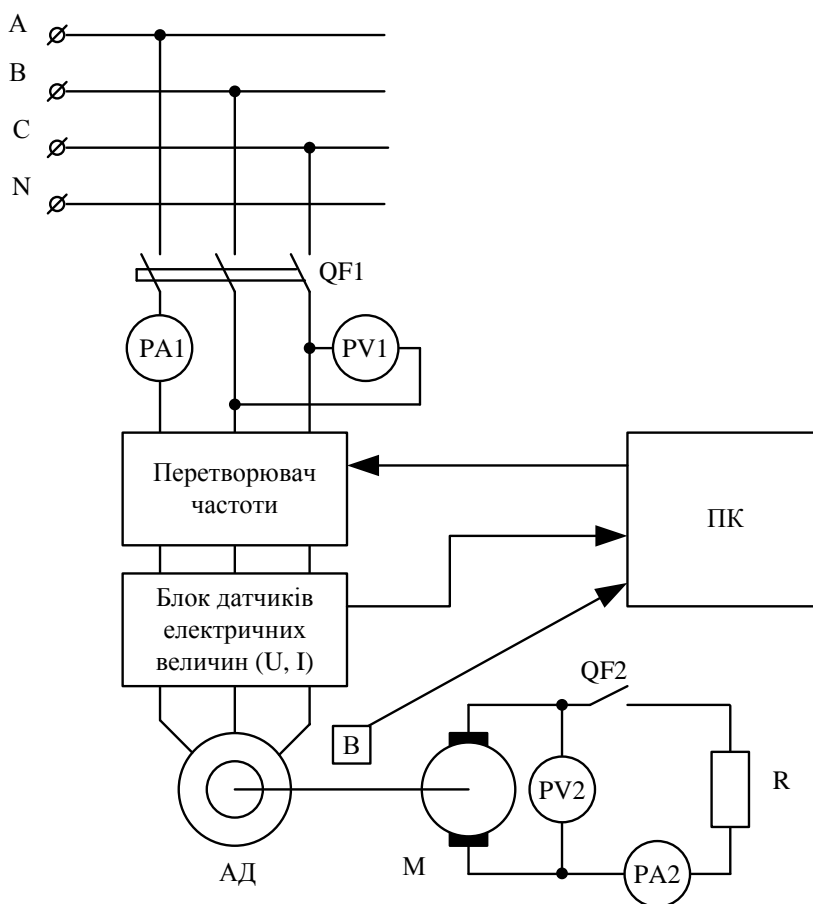 A
B
C
N
QF1
PA1
PV1
Перетворювач
частоти
ПК
Блок датчиків
електричних
величин (U, I)
QF2
В
PV2
R
АД
М
PA2